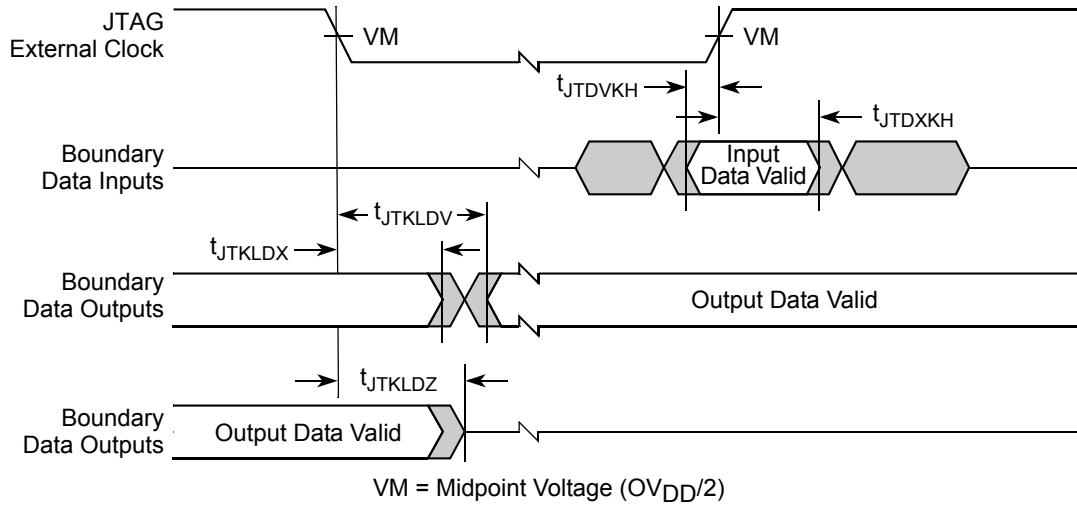 JTAG
External Clock
VM
VM
tJTDVKH
tJTDXKH
Boundary
Data Inputs
Input
Data Valid
tJTKLDV
tJTKLDX
Boundary
Data Outputs
Output Data Valid
tJTKLDZ
Boundary
Data Outputs
Output Data Valid
VM = Midpoint Voltage (OVDD/2)